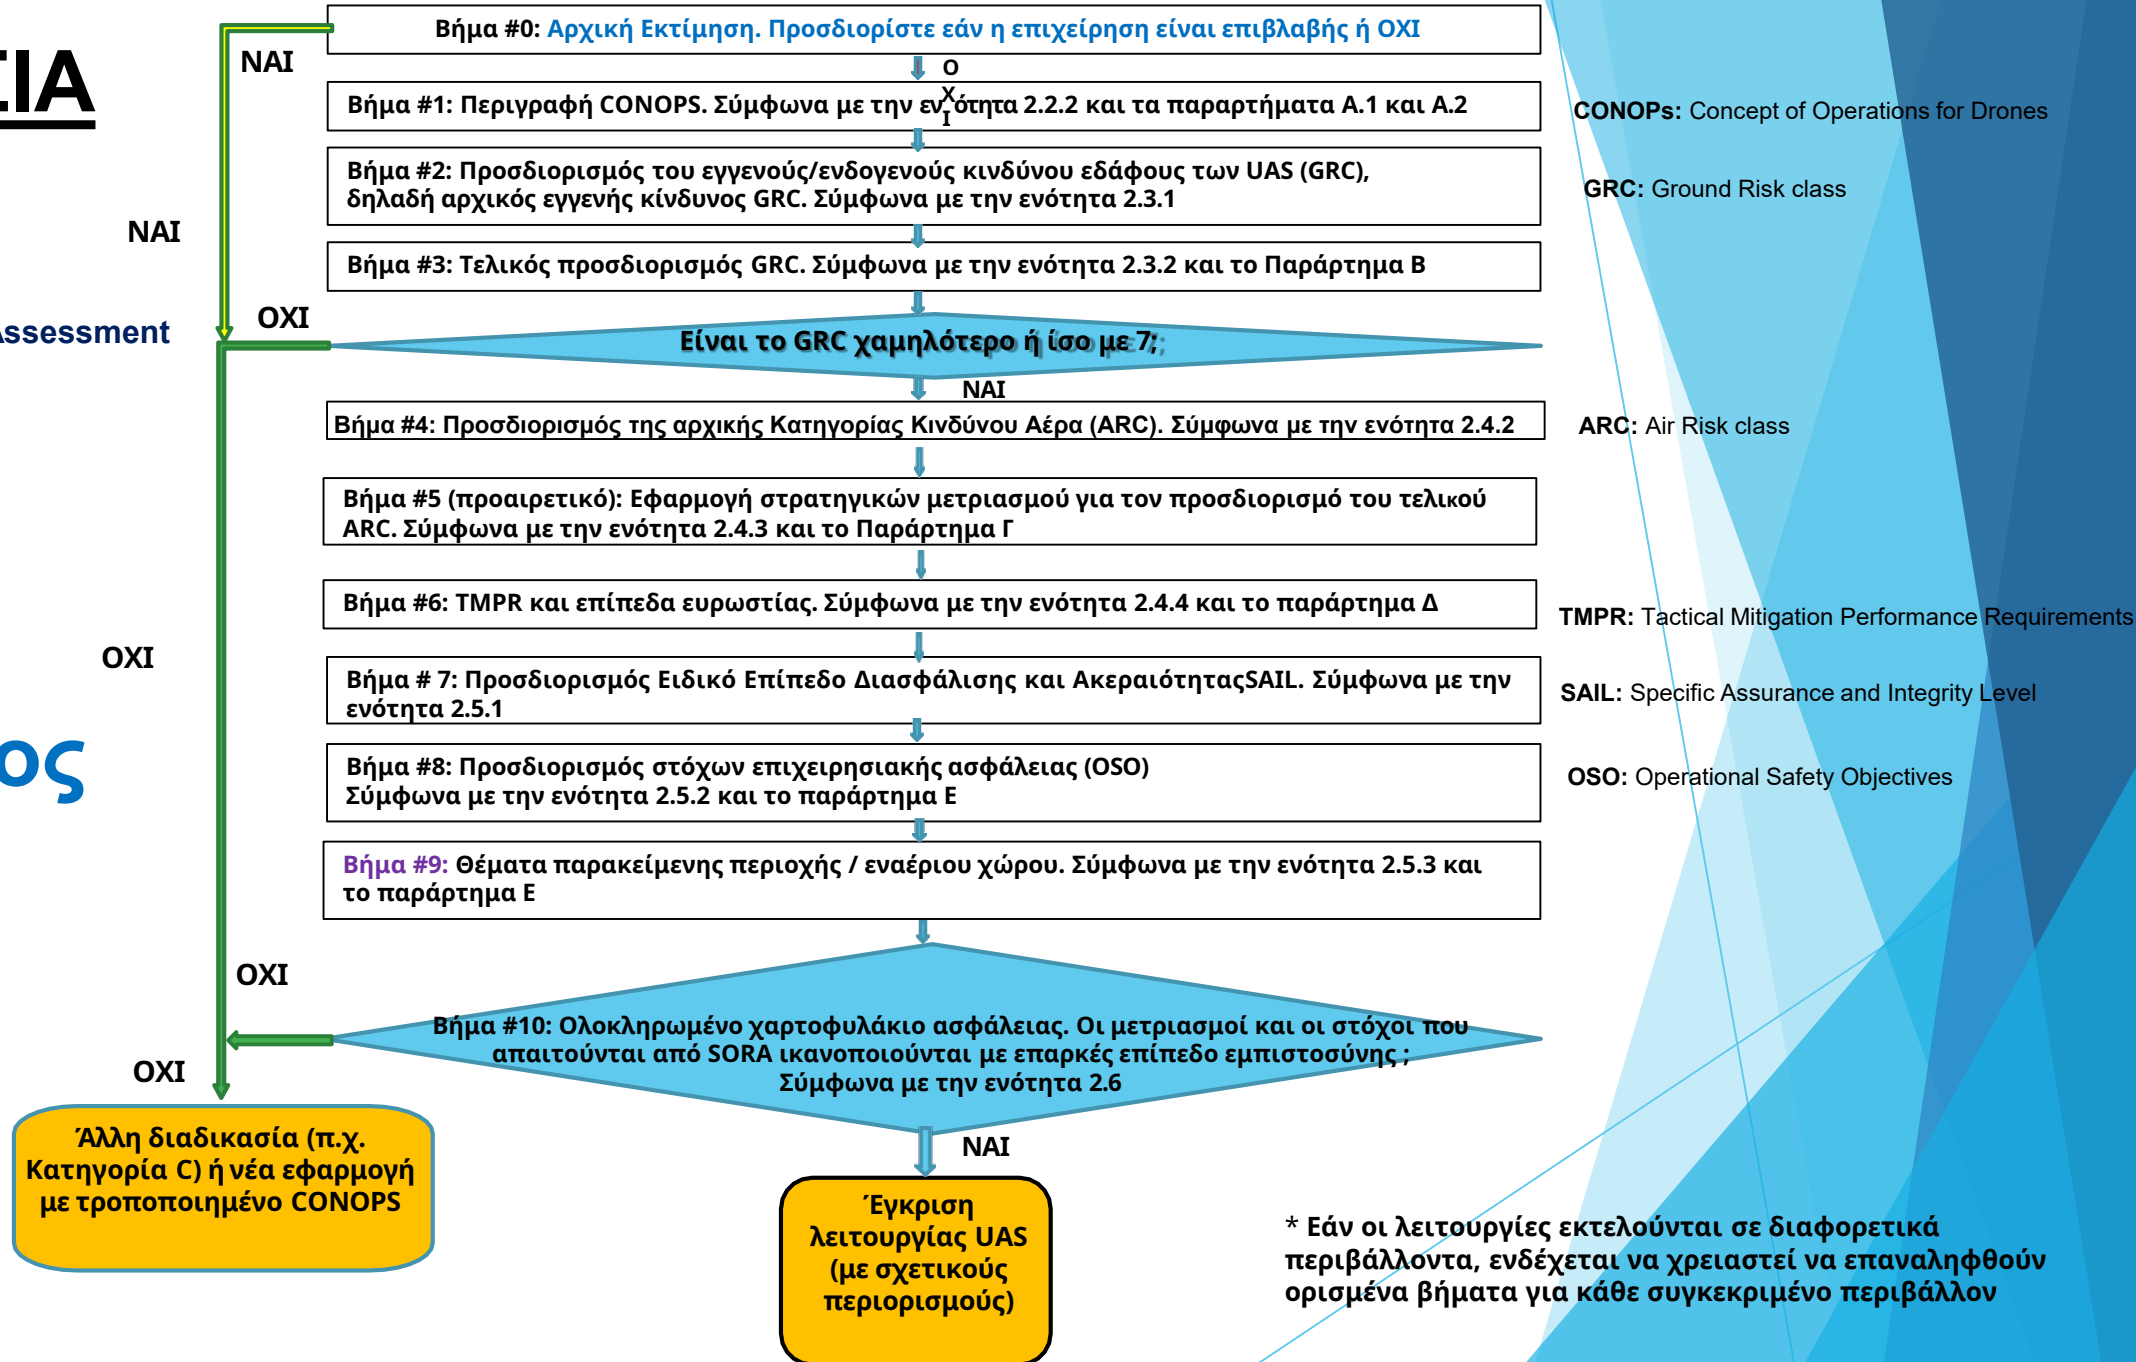 ΣΙΑ
Assessment
ος
ΝΑΙ
ΝΑΙ
ΟΧΙ
ΟΧΙ
ΟΧΙ
ΟΧΙ
Βήμα #0: Αρχική Εκτίμηση. Προσδιορίστε εάν η επιχείρηση είναι επιβλαβής ή ΟΧΙ
Ο
Χ
Ι
Βήμα #1: Περιγραφή CONOPS. Σύμφωνα με την ενότητα 2.2.2 και τα παραρτήματα Α.1 και Α.2
CONOPs: Concept of Operations for Drones
Βήμα #2: Προσδιορισμός του εγγενούς/ενδογενούς κινδύνου εδάφους των UAS (GRC),
δηλαδή αρχικός εγγενής κίνδυνος GRC. Σύμφωνα με την ενότητα 2.3.1
GRC: Ground Risk class
Βήμα #3: Τελικός προσδιορισμός GRC. Σύμφωνα με την ενότητα 2.3.2 και το Παράρτημα Β
Είναι το GRC χαμηλότερο ή ίσο με 7;
ΝΑΙ
Βήμα #4: Προσδιορισμός της αρχικής Κατηγορίας Κινδύνου Αέρα (ARC). Σύμφωνα με την ενότητα 2.4.2
ARC: Air Risk class
Βήμα #5 (προαιρετικό): Εφαρμογή στρατηγικών μετριασμού για τον προσδιορισμό του τελικού
ARC. Σύμφωνα με την ενότητα 2.4.3 και το Παράρτημα Γ
Βήμα #6: TMPR και επίπεδα ευρωστίας. Σύμφωνα με την ενότητα 2.4.4 και το παράρτημα Δ
TMPR: Tactical Mitigation Performance Requirements
Βήμα # 7: Προσδιορισμός Ειδικό Επίπεδο Διασφάλισης και ΑκεραιότηταςSAIL. Σύμφωνα με την
ενότητα 2.5.1
SAIL: Specific Assurance and Integrity Level
Βήμα #8: Προσδιορισμός στόχων επιχειρησιακής ασφάλειας (OSO)
Σύμφωνα με την ενότητα 2.5.2 και το παράρτημα Ε
OSO: Operational Safety Objectives
Βήμα #9: Θέματα παρακείμενης περιοχής / εναέριου χώρου. Σύμφωνα με την ενότητα 2.5.3 και
το παράρτημα Ε
Βήμα #10: Ολοκληρωμένο χαρτοφυλάκιο ασφάλειας. Οι μετριασμοί και οι στόχοι που
απαιτούνται από SORA ικανοποιούνται με επαρκές επίπεδο εμπιστοσύνης ;
Σύμφωνα με την ενότητα 2.6
ΝΑΙ
Άλλη διαδικασία (π.χ.
Κατηγορία C) ή νέα εφαρμογή
με τροποποιημένο CONOPS
Έγκριση
λειτουργίας UAS
(με σχετικούς
περιορισμούς)
* Εάν οι λειτουργίες εκτελούνται σε διαφορετικά
περιβάλλοντα, ενδέχεται να χρειαστεί να επαναληφθούν
ορισμένα βήματα για κάθε συγκεκριμένο περιβάλλον